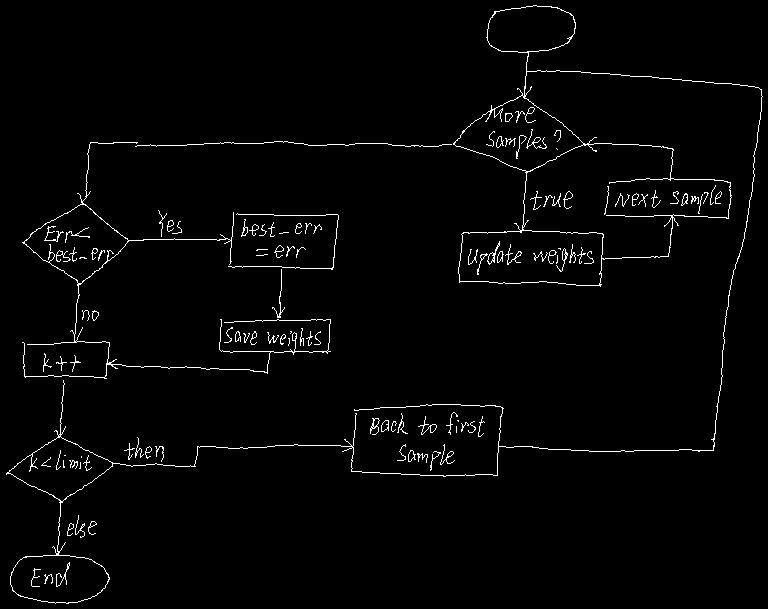 More
samples?
true
Next sample
update weights
Err<
best_err
Yes
best_err
= err
no
save weights
k++
k<limit
then
Back to first
sample
else
End